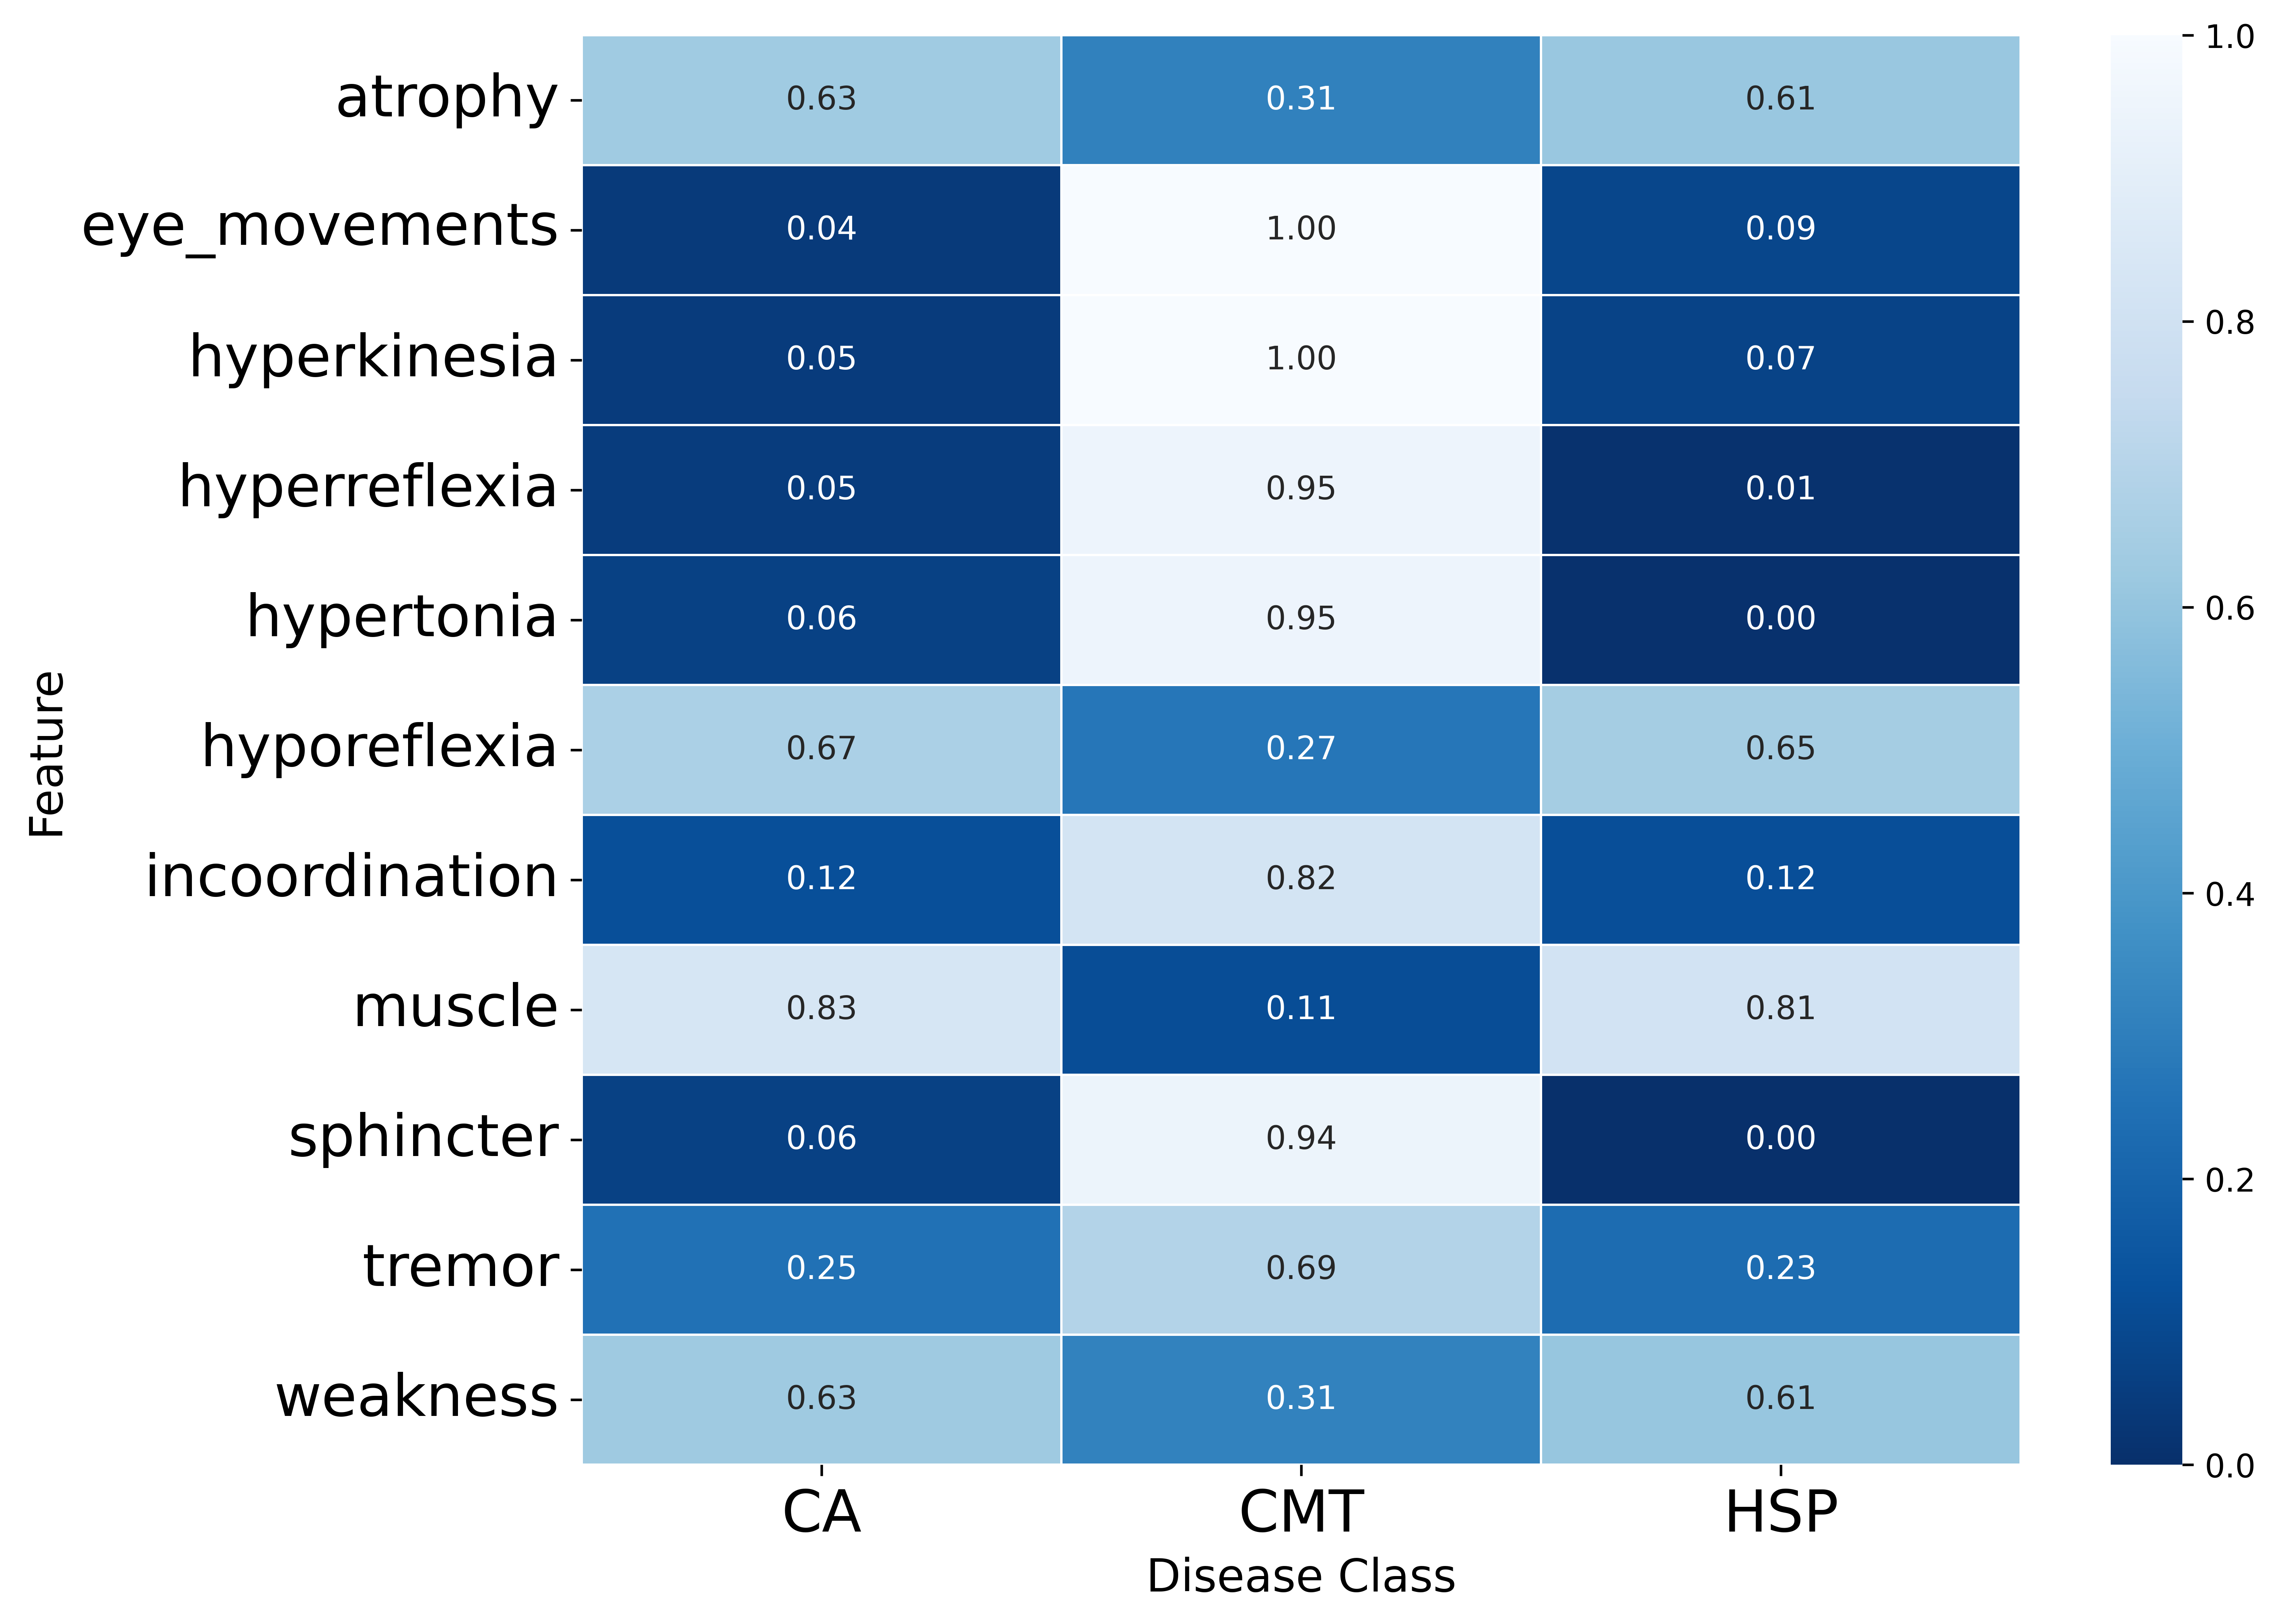 atrophy 0.63 0.31 0.61
eye_movements 0.04 1.00 0.09
hyperkinesia 0.05 1.00 0.07
hyperreflexia 0.05 0.95 0.01
hypertonia 0.06 0.95 0.00
hyporeflexia 0.67 0.27 0.65
incoordination 0.12 0.82 0.12
muscle 0.83 0.11 0.81
sphincter 0.06 0.94 0.00
tremor 0.25 0.69 0.23
weakness 0.63 0.31 0.61
Feature
CA CMT HSP
Disease Class
1.0
0.8
0.6
0.4
0.2
0.0